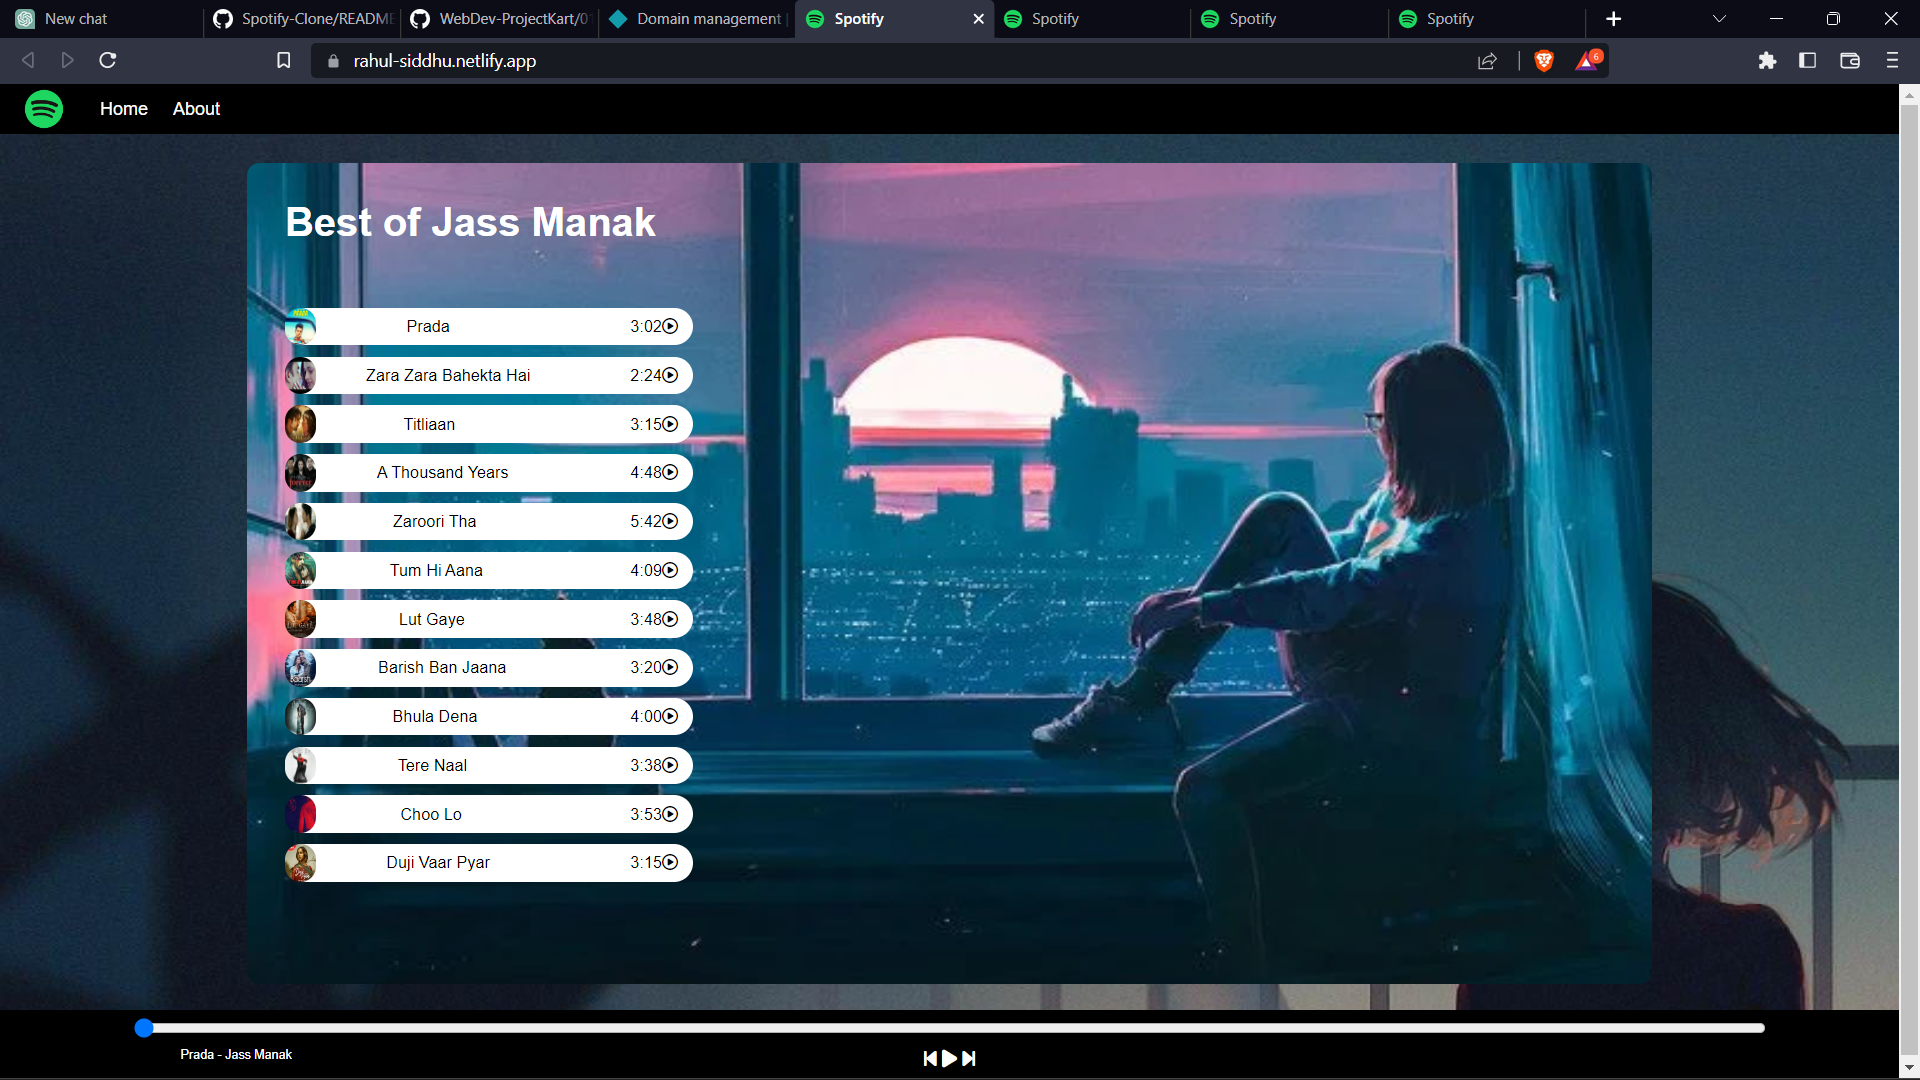 New chat
Spotify-Clone/README
WebDev-ProjectKart/01
Domain management
Spotify
Spotify
Spotify
Spotify
rahul-siddhu.netlify.app
6
Home
About
Best of Jass Manak
Prada 3:02
Zara Zara Bahekta Hai 2:24
Titliaan 3:15
A Thousand Years 4:48
Zaroori Tha 5:42
Tum Hi Aana 4:09
Lut Gaye 3:48
Barish Ban Jaana 3:20
Bhula Dena 4:00
Tere Naal 3:38
Choo Lo 3:53
Duji Vaar Pyar 3:15
Prada - Jass Manak